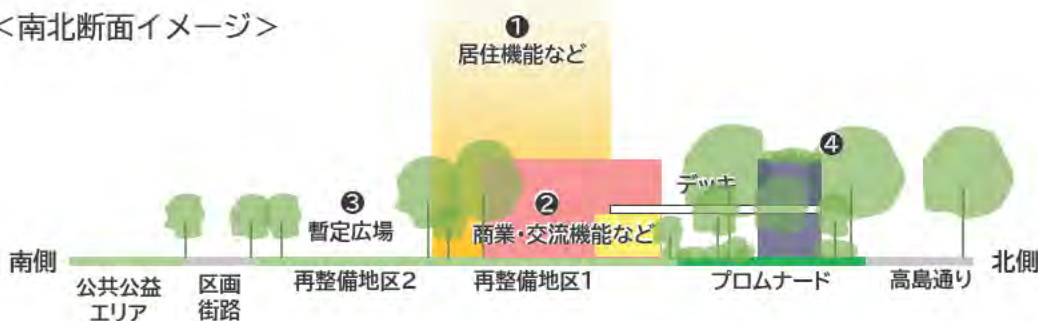 <南北断面イメージ>
❶
居住機能など
❹
デッキ
❸
暫定広場
❷
商業・交流機能など
南側
北側
公共公益
エリア
区画
街路
再整備地区2
再整備地区1
プロムナード
高島通り